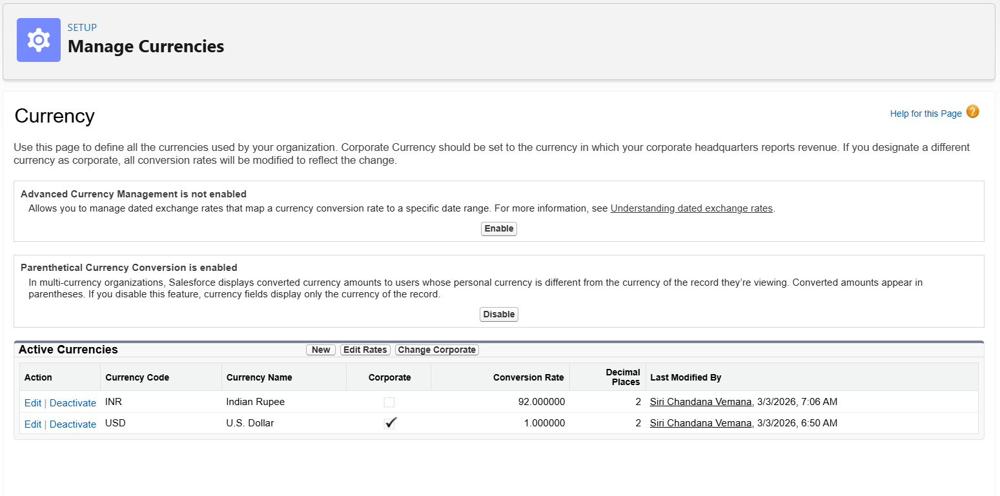 SETUP
Manage Currencies
Currency
Help for this Page ?
Use this page to define all the currencies used by your organization. Corporate Currency should be set to the currency in which your corporate headquarters reports revenue. If you designate a different
currency as corporate, all conversion rates will be modified to reflect the change.
Advanced Currency Management is not enabled
Allows you to manage dated exchange rates that map a currency conversion rate to a specific date range. For more information, see Understanding dated exchange rates.
Enable
Parenthetical Currency Conversion is enabled
In multi-currency organizations, Salesforce displays converted currency amounts to users whose personal currency is different from the currency of the record they’re viewing. Converted amounts appear in
parentheses. If you disable this feature, currency fields display only the currency of the record.
Disable
Active Currencies New Edit Rates Change Corporate
Action Currency Code Currency Name Corporate Conversion Rate Decimal Places Last Modified By
Edit | Deactivate INR Indian Rupee 92.000000 2 Siri Chandana Vemana, 3/3/2026, 7:06 AM
Edit | Deactivate USD U.S. Dollar 1.000000 2 Siri Chandana Vemana, 3/3/2026, 6:50 AM